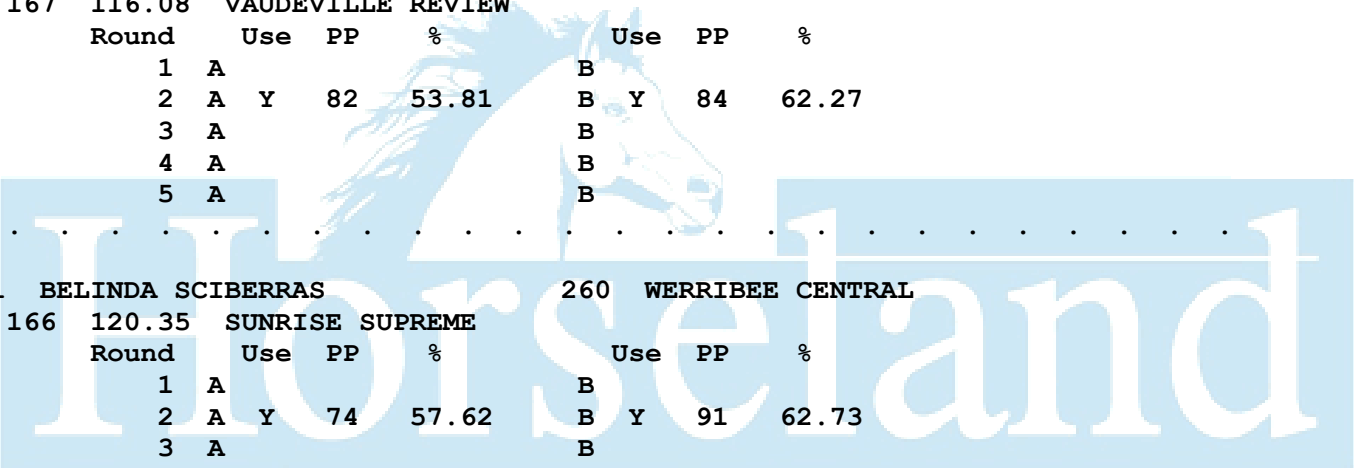 167 116.08 VAUDEVILLE REVIEW
Round Use PP % Use PP %
1 A B
2 A Y 82 53.81 B Y 84 62.27
3 A B
4 A B
5 A B
. . . . . . . . . . . . . . . . . . . . . . . . .
BELINDA SCIBERRAS 260 WERRIBEE CENTRAL
166 120.35 SUNRISE SUPREME
Round Use PP % Use PP %
1 A B
2 A Y 74 57.62 B Y 91 62.73
3 A B
Horseland